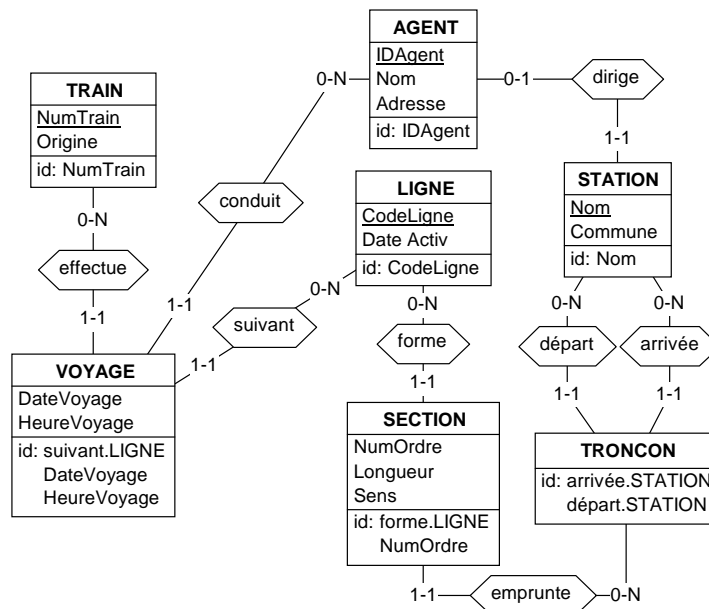 AGENT
IDAgent
Nom
Adresse
id: IDAgent
0-N
0-1
dirige
1-1
TRAIN
NumTrain
Origine
id: NumTrain
0-N
effectue
1-1
conduit
1-1
LIGNE
CodeLigne
Date Activ
id: CodeLigne
0-N
0-N
suivant
1-1
forme
1-1
STATION
Nom
Commune
id: Nom
0-N
0-N
départ
arrivée
1-1
1-1
VOYAGE
DateVoyage
HeureVoyage
id: suivant.LIGNE
DateVoyage
HeureVoyage
SECTION
NumOrdre
Longueur
Sens
id: forme.LIGNE
NumOrdre
TRONCON
id: arrivée.STATION
départ.STATION
1-1
emprunte
0-N